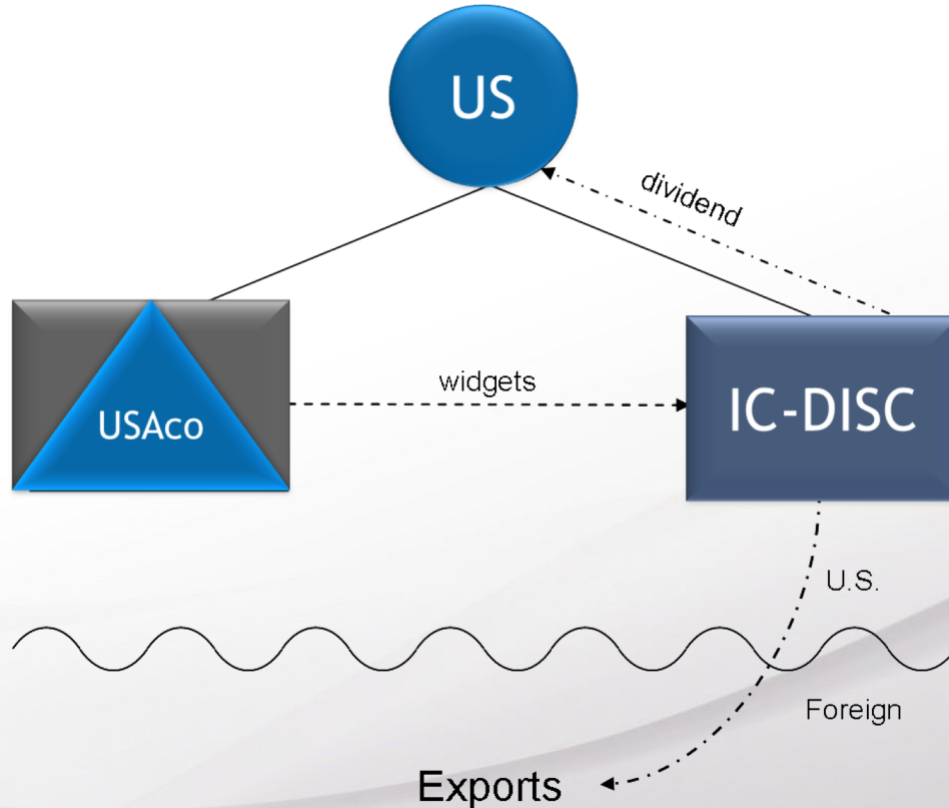 US
dividend
USAco
widgets
IC-DISC
U.S.
Foreign
Exports